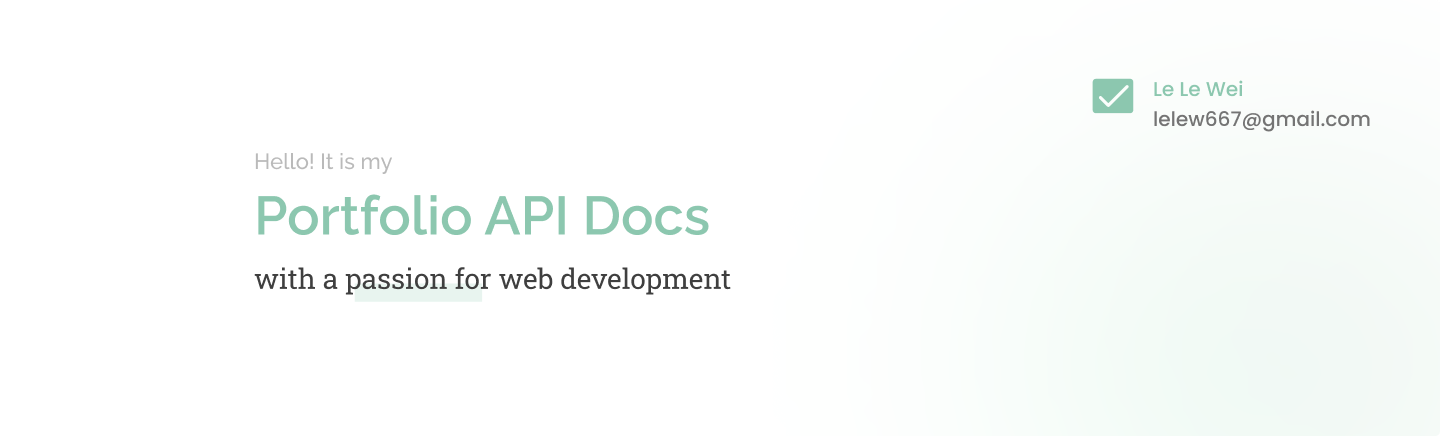 Le Le Wei
lelew667@gmail.com
Hello! It is my
Portfolio API Docs
with a passion for web development